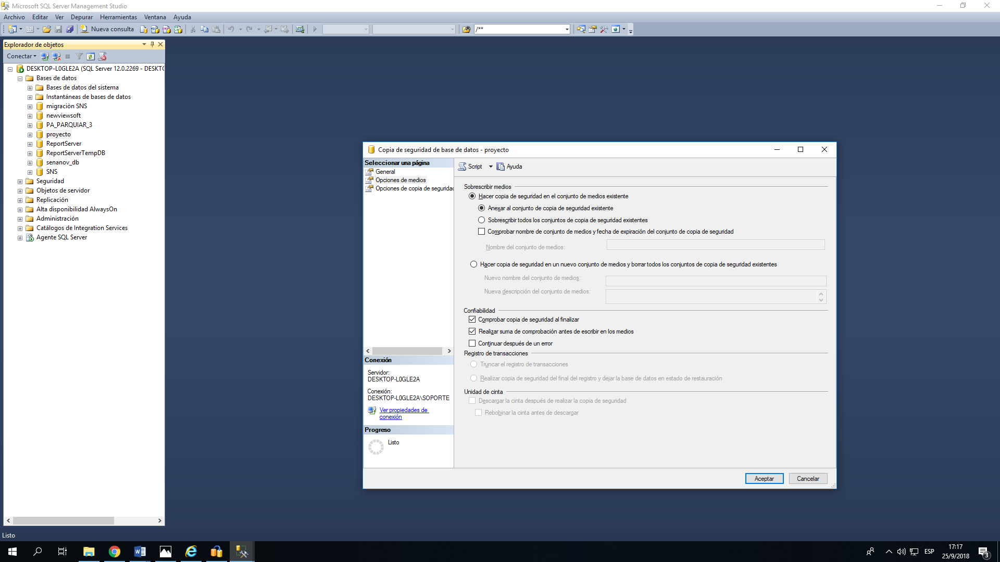 Microsoft SQL Server Management Studio
Archivo Editar Ver Depurar Herramientas Ventana Ayuda
Nueva consulta /**
Explorador de objetos
Conectar
DESKTOP-L0GLE2A (SQL Server 12.0.2269 - DESKT
Bases de datos
Bases de datos del sistema
Instantáneas de bases de datos
migraciòn SNS
newviewsoft
PA_PARQUIAR_3
proyecto
ReportServer
ReportServerTempDB
senanov_db
SNS
Seguridad
Objetos de servidor
Replicación
Alta disponibilidad AlwaysOn
Administración
Catálogos de Integration Services
Agente SQL Server
Copia de seguridad de base de datos - proyecto
Seleccionar una página
General
Opciones de medios
Opciones de copia de seguridad
Script Ayuda
Sobrescribir medios
Hacer copia de seguridad en el conjunto de medios existente
Anexar al conjunto de copia de seguridad existente
Sobrescribir todos los conjuntos de copia de seguridad existentes
Comprobar nombre de conjunto de medios y fecha de expiración del conjunto de copia de seguridad
Nombre del conjunto de medios:
Hacer copia de seguridad en un nuevo conjunto de medios y borrar todos los conjuntos de copia de seguridad existentes
Nuevo nombre del conjunto de medios:
Nueva descripción del conjunto de medios:
Confiabilidad
Comprobar copia de seguridad al finalizar
Realizar suma de comprobación antes de escribir en los medios
Continuar después de un error
Registro de transacciones
Truncar el registro de transacciones
Realizar copia de seguridad del final del registro y dejar la base de datos en estado de restauración
Unidad de cinta
Descargar la cinta después de realizar la copia de seguridad
Rebobinar la cinta antes de descargar
Conexión
Servidor:
DESKTOP-L0GLE2A
Conexión:
DESKTOP-L0GLE2A\SOPORTE
Ver propiedades de
conexión
Progreso
Listo
Aceptar Cancelar
Listo
ESP
17:17
25/9/2018
3